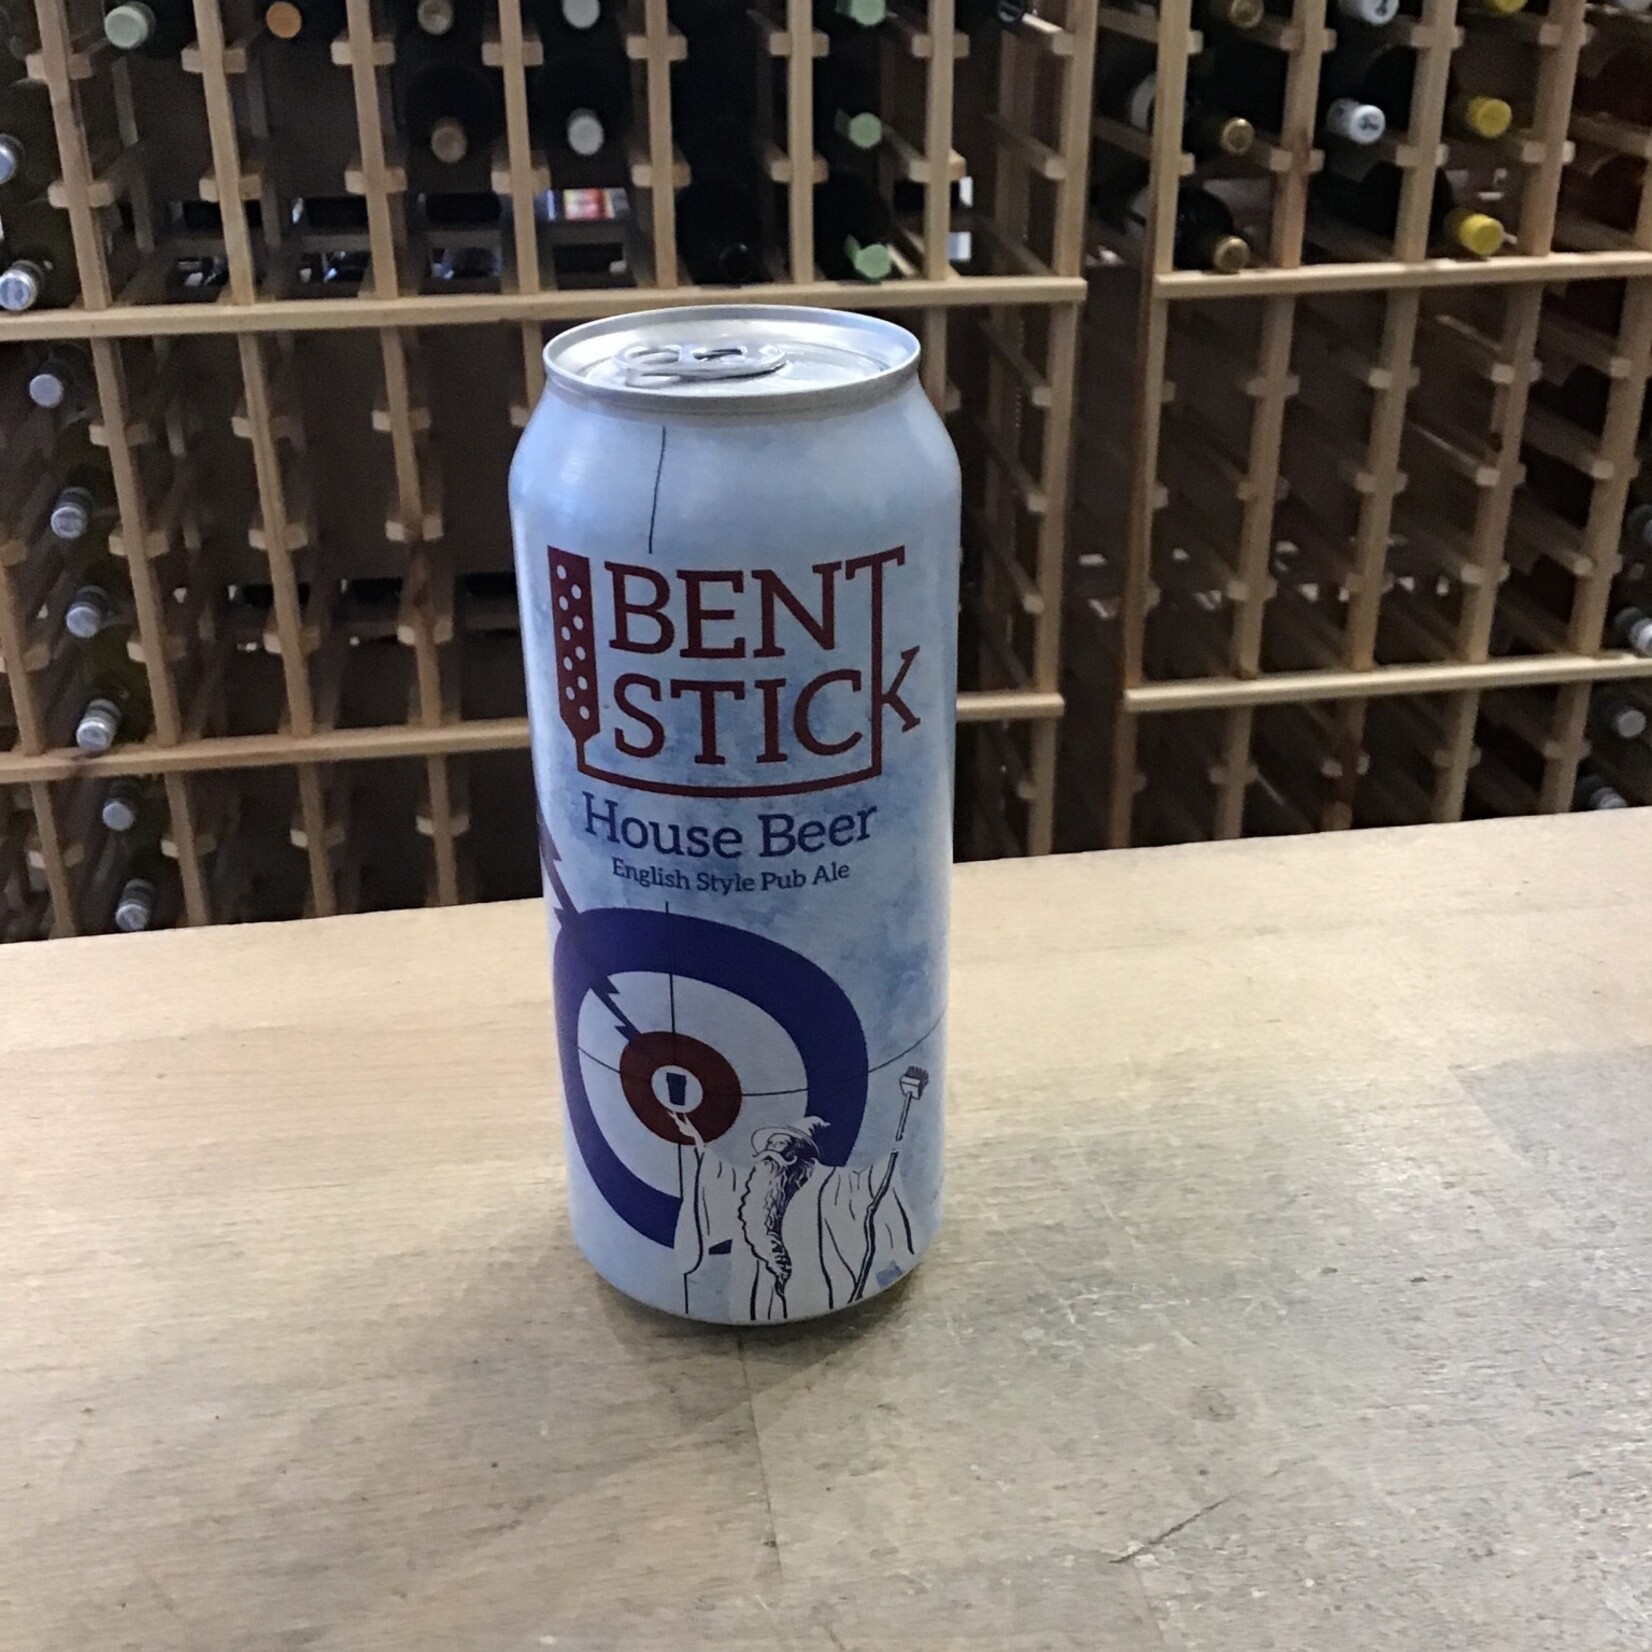 BENT
STICK
House Beer
English Style Pub Ale